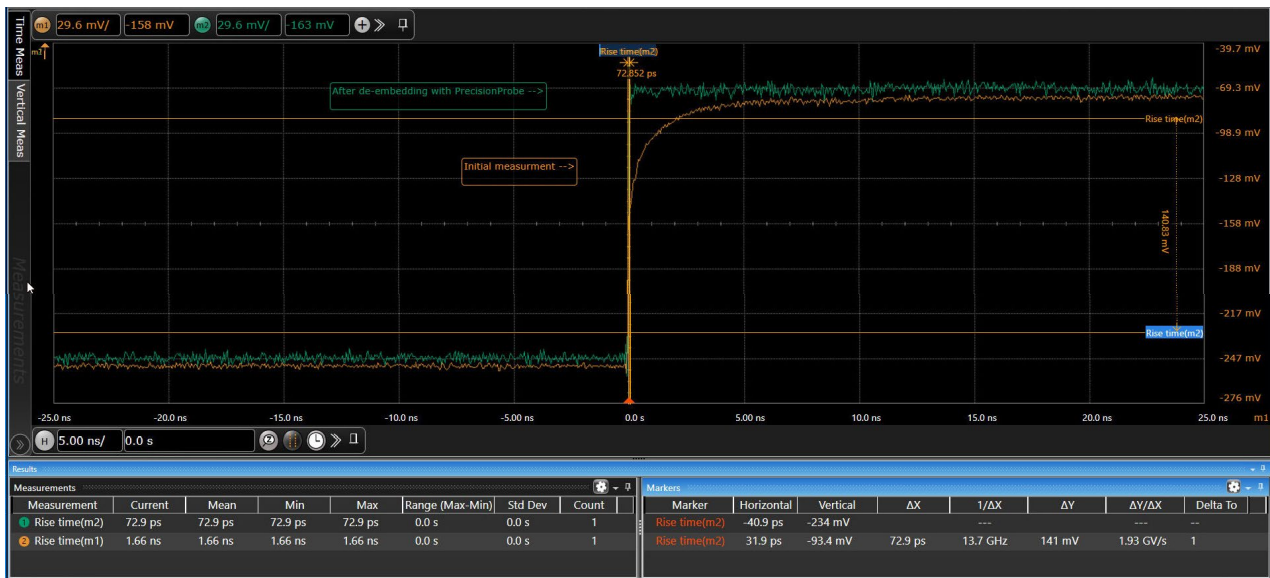 Time Meas
Vertical Meas
Measurements
m1 29.6 mV/ -158 mV m2 29.6 mV/ -163 mV
m1
Rise time(m2)
72.852 ps
After de-embedding with PrecisionProbe -->
Initial measurment -->
-39.7 mV
-69.3 mV
Rise time(m2)
-98.9 mV
-128 mV
-158 mV
140.83 mV
-188 mV
-217 mV
Rise time(m2)
-247 mV
-276 mV
-25.0 ns -20.0 ns -15.0 ns -10.0 ns -5.00 ns 0.0 s 5.00 ns 10.0 ns 15.0 ns 20.0 ns 25.0 ns m1
H 5.00 ns/ 0.0 s
Results
Measurements
Measurement Current Mean Min Max Range (Max-Min) Std Dev Count
1 Rise time(m2) 72.9 ps 72.9 ps 72.9 ps 72.9 ps 0.0 s 0.0 s 1
2 Rise time(m1) 1.66 ns 1.66 ns 1.66 ns 1.66 ns 0.0 s 0.0 s 1
Markers
Marker Horizontal Vertical ΔX 1/ΔX ΔY ΔY/ΔX Delta To
Rise time(m2) -40.9 ps -234 mV --- --- --
Rise time(m2) 31.9 ps -93.4 mV 72.9 ps 13.7 GHz 141 mV 1.93 GV/s 1